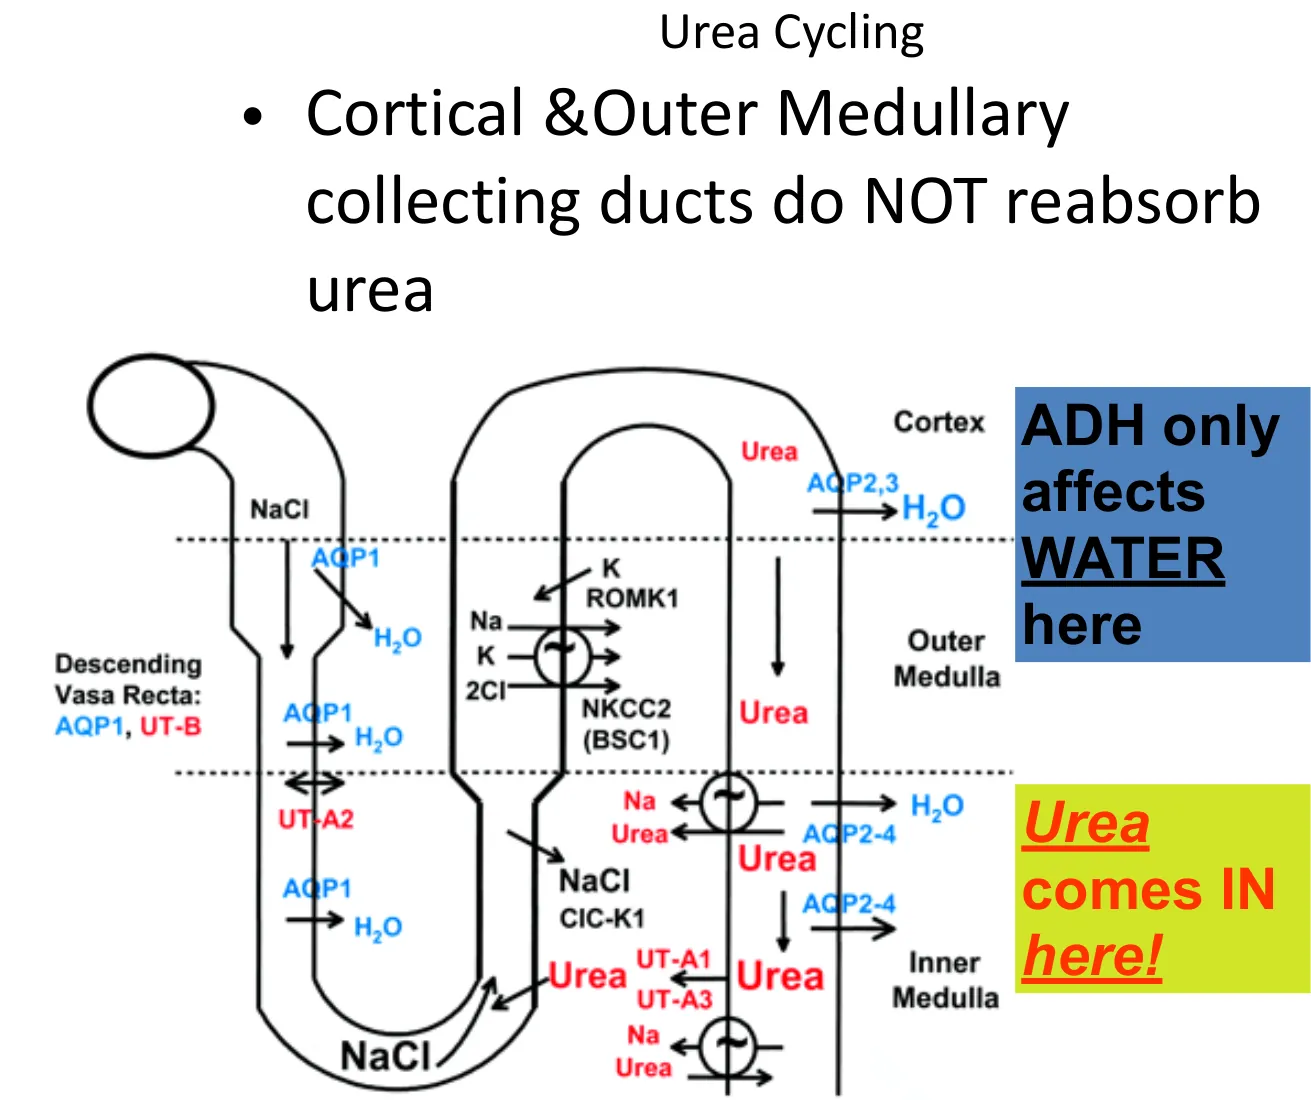 Urea Cycling
• Cortical &Outer Medullary
collecting ducts do NOT reabsorb
urea
Cortex
ADH only
affects
WATER
here
Urea
AQP2,3
H₂O
NaCl
AQP1
H₂O
K
ROMK1
Na
K
2Cl
NKCC2
(BSC1)
Outer
Medulla
Descending
Vasa Recta:
AQP1, UT-B
AQP1
H₂O
Urea
UT-A2
Na
Urea
H₂O
AQP2-4
Urea
Urea
comes IN
here!
AQP1
H₂O
NaCl
ClC-K1
AQP2-4
Urea
UT-A1
UT-A3
Urea
Inner
Medulla
NaCl
Na
Urea